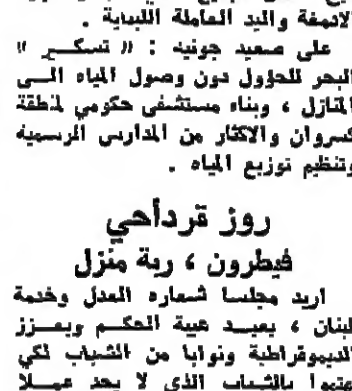 الادمغة واليد العاملة اللبنانية .
على صعيد جونيه : « تسكير »
البحر للحؤول دون وصول المياه الى
المنازل ، وبناء مستشفى حكومي لمنطقة
كسروان والاكثار من المدارس الرسمية
وتنظيم توزيع المياه .
روز قرداحي
فيطرون ، ربة منزل
اريد مجلسا شعاره العدل وخدمة
لبنان ، يعيد هيبة الحكم ويعزز
الديموقراطية ونوابا من الشباب لكي
يهتموا بالشباب الذي لا يجد عملا